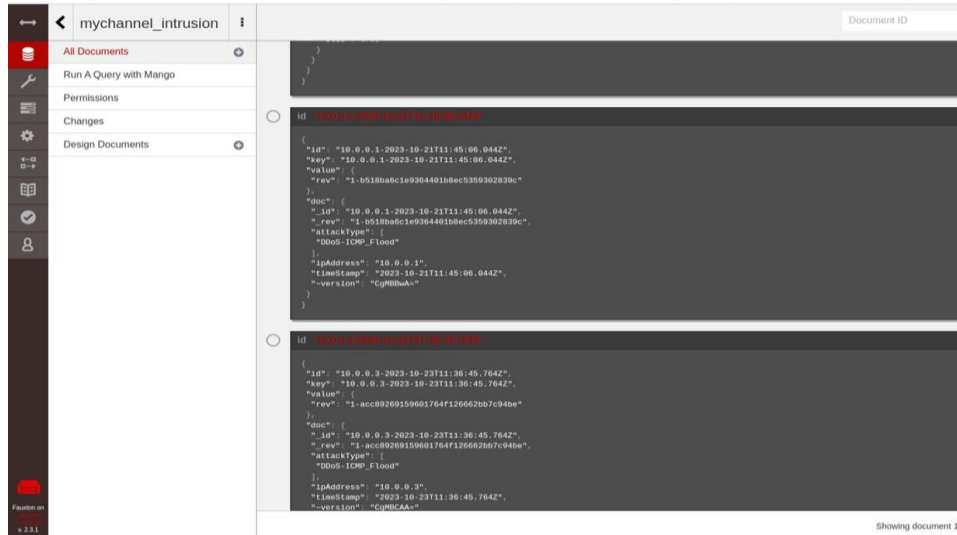 mychannel_intrusion
Document ID
All Documents
Run A Query with Mango
Permissions
Changes
Design Documents
}
}
}
}
id
{
"id": "10.0.0.1-2023-10-21T11:45:06.044Z",
"key": "10.0.0.1-2023-10-21T11:45:06.044Z",
"value": {
"rev": "1-b518ba6c1e9364401b8ec5359302839c"
},
"doc": {
"_id": "10.0.0.1-2023-10-21T11:45:06.044Z",
"_rev": "1-b518ba6c1e9364401b8ec5359302839c",
"attackType": [
"DDoS-ICMP_Flood"
],
"ipAddress": "10.0.0.1",
"timeStamp": "2023-10-21T11:45:06.044Z",
"~version": "CgMBBwA="
}
}
id
{
"id": "10.0.0.3-2023-10-23T11:36:45.764Z",
"key": "10.0.0.3-2023-10-23T11:36:45.764Z",
"value": {
"rev": "1-acc89269159601764f126662bb7c94be"
},
"doc": {
"_id": "10.0.0.3-2023-10-23T11:36:45.764Z",
"_rev": "1-acc89269159601764f126662bb7c94be",
"attackType": [
"DDoS-ICMP_Flood"
],
"ipAddress": "10.0.0.3",
"timeStamp": "2023-10-23T11:36:45.764Z",
"~version": "CgMBCAA="
Fauxton on
v. 2.3.1
Showing document 1